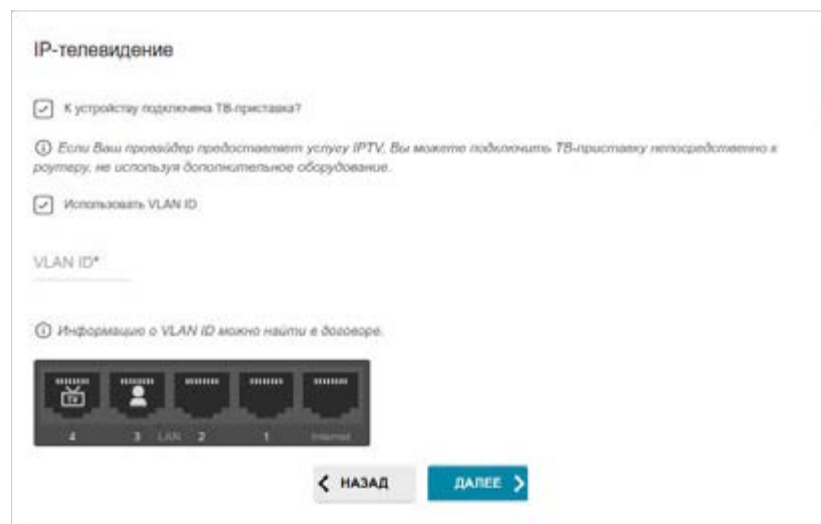 IP-телевидение
К устройству подключена ТВ-приставка?
Если Ваш провайдер предоставляет услугу IPTV, Вы можете подключить ТВ-приставку непосредственно к
роутеру, не используя дополнительное оборудование.
Использовать VLAN ID
VLAN ID*
Информацию о VLAN ID можно найти в договоре.
TV
4 3 LAN 2 1 Internet
НАЗАД ДАЛЕЕ